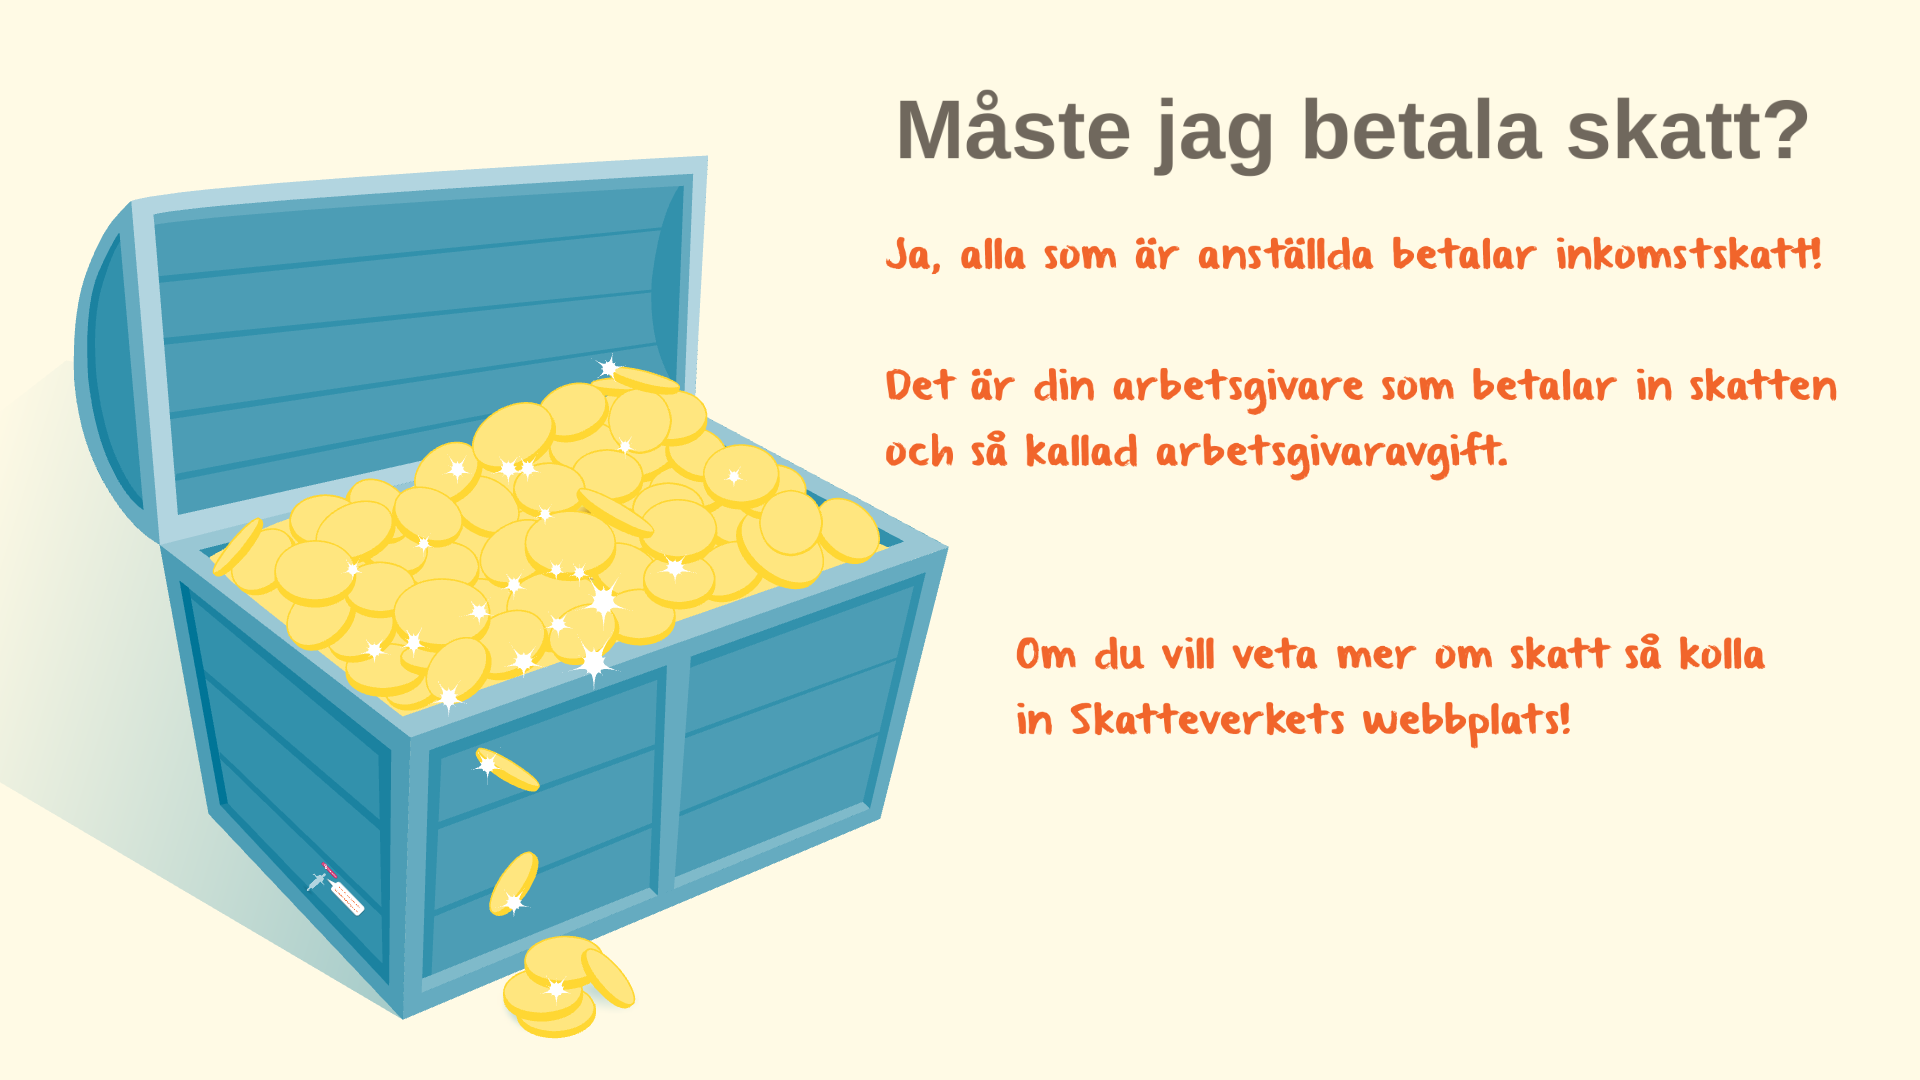 Måste jag betala skatt?
Ja, alla som är anställda betalar inkomstskatt!
Det är din arbetsgivare som betalar in skatten
och så kallad arbetsgivaravgift.
Om du vill veta mer om skatt så kolla
in Skatteverkets webbplats!